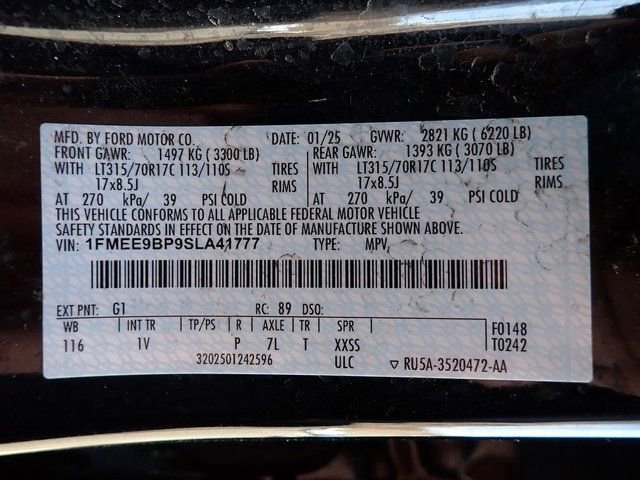 MFD. BY FORD MOTOR CO. DATE: 01/25 GVWR: 2821 KG ( 6220 LB)
FRONT GAWR: 1497 KG ( 3300 LB) REAR GAWR: 1393 KG ( 3070 LB)
WITH LT315/70R17C 113/110S TIRES WITH LT315/70R17C 113/110S TIRES
17x8.5J RIMS 17x8.5J RIMS
AT 270 kPa/ 39 PSI COLD AT 270 kPa/ 39 PSI COLD
THIS VEHICLE CONFORMS TO ALL APPLICABLE FEDERAL MOTOR VEHICLE
SAFETY STANDARDS IN EFFECT ON THE DATE OF MANUFACTURE SHOWN ABOVE.
VIN: 1FMEE9BP9SLA41777 TYPE: MPV
EXT PNT: G1 RC: 89 DSO:
WB INT TR TP/PS R AXLE TR SPR F0148
116 1V P 7L T XXSS T0242
3202501242596 ULC ▽ RU5A-3520472-AA